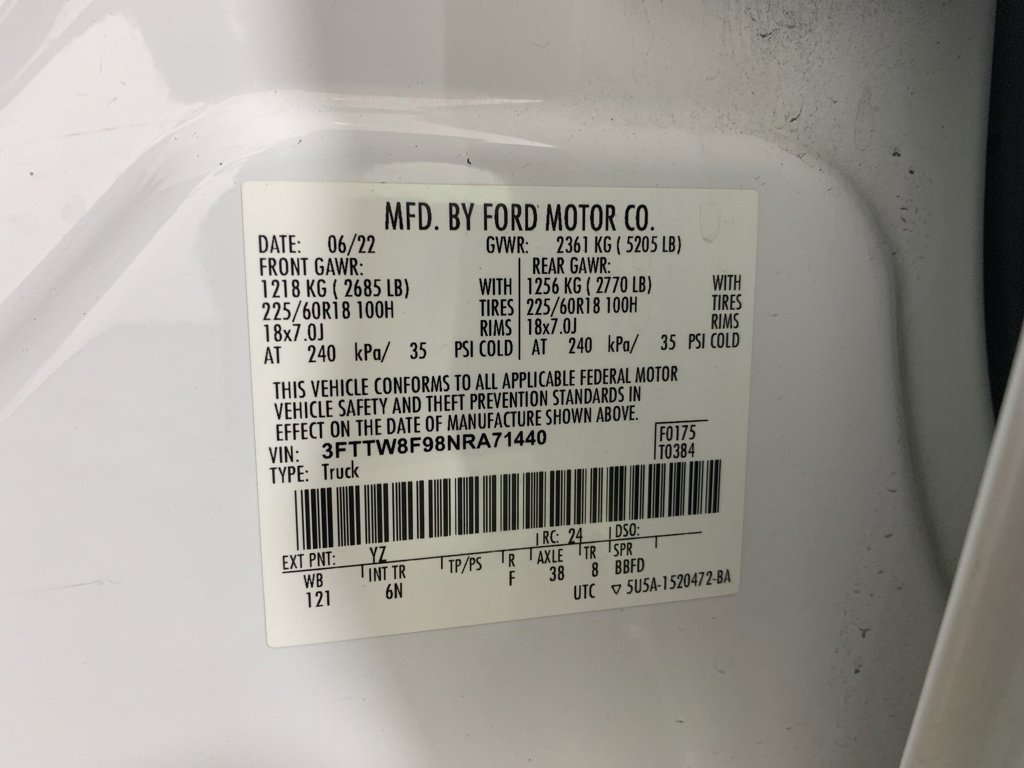 MFD. BY FORD MOTOR CO.
DATE: 06/22 GVWR: 2361 KG ( 5205 LB)
FRONT GAWR: REAR GAWR:
1218 KG ( 2685 LB) WITH 1256 KG ( 2770 LB) WITH
225/60R18 100H TIRES 225/60R18 100H TIRES
18x7.0J RIMS 18x7.0J RIMS
AT 240 kPa/ 35 PSI COLD AT 240 kPa/ 35 PSI COLD
THIS VEHICLE CONFORMS TO ALL APPLICABLE FEDERAL MOTOR
VEHICLE SAFETY AND THEFT PREVENTION STANDARDS IN
EFFECT ON THE DATE OF MANUFACTURE SHOWN ABOVE.
VIN: 3FTTW8F98NRA71440 F0175
TYPE: Truck T0384
EXT PNT: YZ RC: 24 DSO:
WB INT TR TP/PS R AXLE TR SPR
121 6N F 38 8 BBFD
UTC ▽ 5U5A-1520472-BA